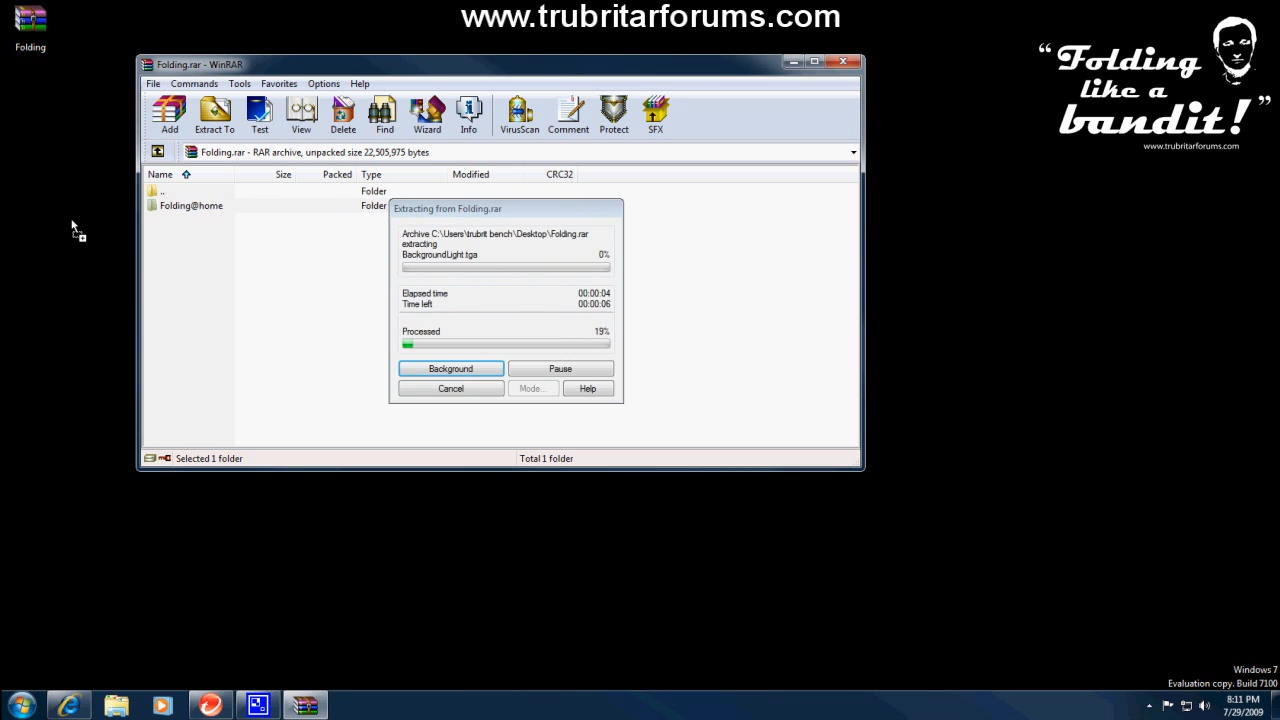 www.trubritarforums.com
Folding
Folding.rar - WinRAR
File Commands Tools Favorites Options Help
Add Extract To Test View Delete Find Wizard Info VirusScan Comment Protect SFX
Folding.rar - RAR archive, unpacked size 22,505,975 bytes
Name Size Packed Type Modified CRC32
.. Folder
Folding@home Folder
Extracting from Folding.rar
Archive C:\Users\trubrit bench\Desktop\Folding.rar
extracting
BackgroundLight.tga 0%
Elapsed time 00:00:04
Time left 00:00:06
Processed 19%
Background Pause
Cancel Mode... Help
Selected 1 folder Total 1 folder
“Folding
like a
bandit!”
www.trubritarforums.com
Windows 7
Evaluation copy. Build 7100
8:11 PM
7/29/2009